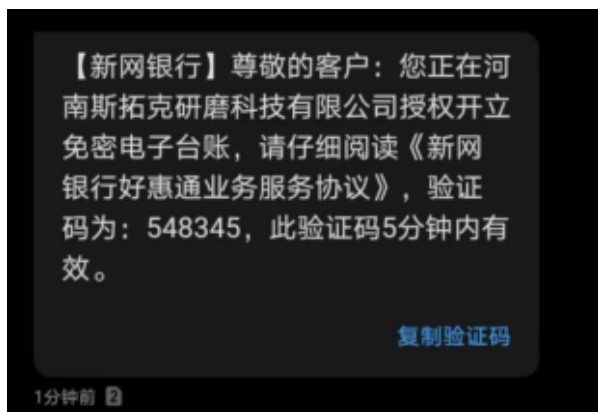 【新网银行】尊敬的客户：您正在河
南斯拓克研磨科技有限公司授权开立
免密电子台账，请仔细阅读《新网
银行好惠通业务服务协议》，验证
码为：548345，此验证码5分钟内有
效。
复制验证码
1分钟前 2